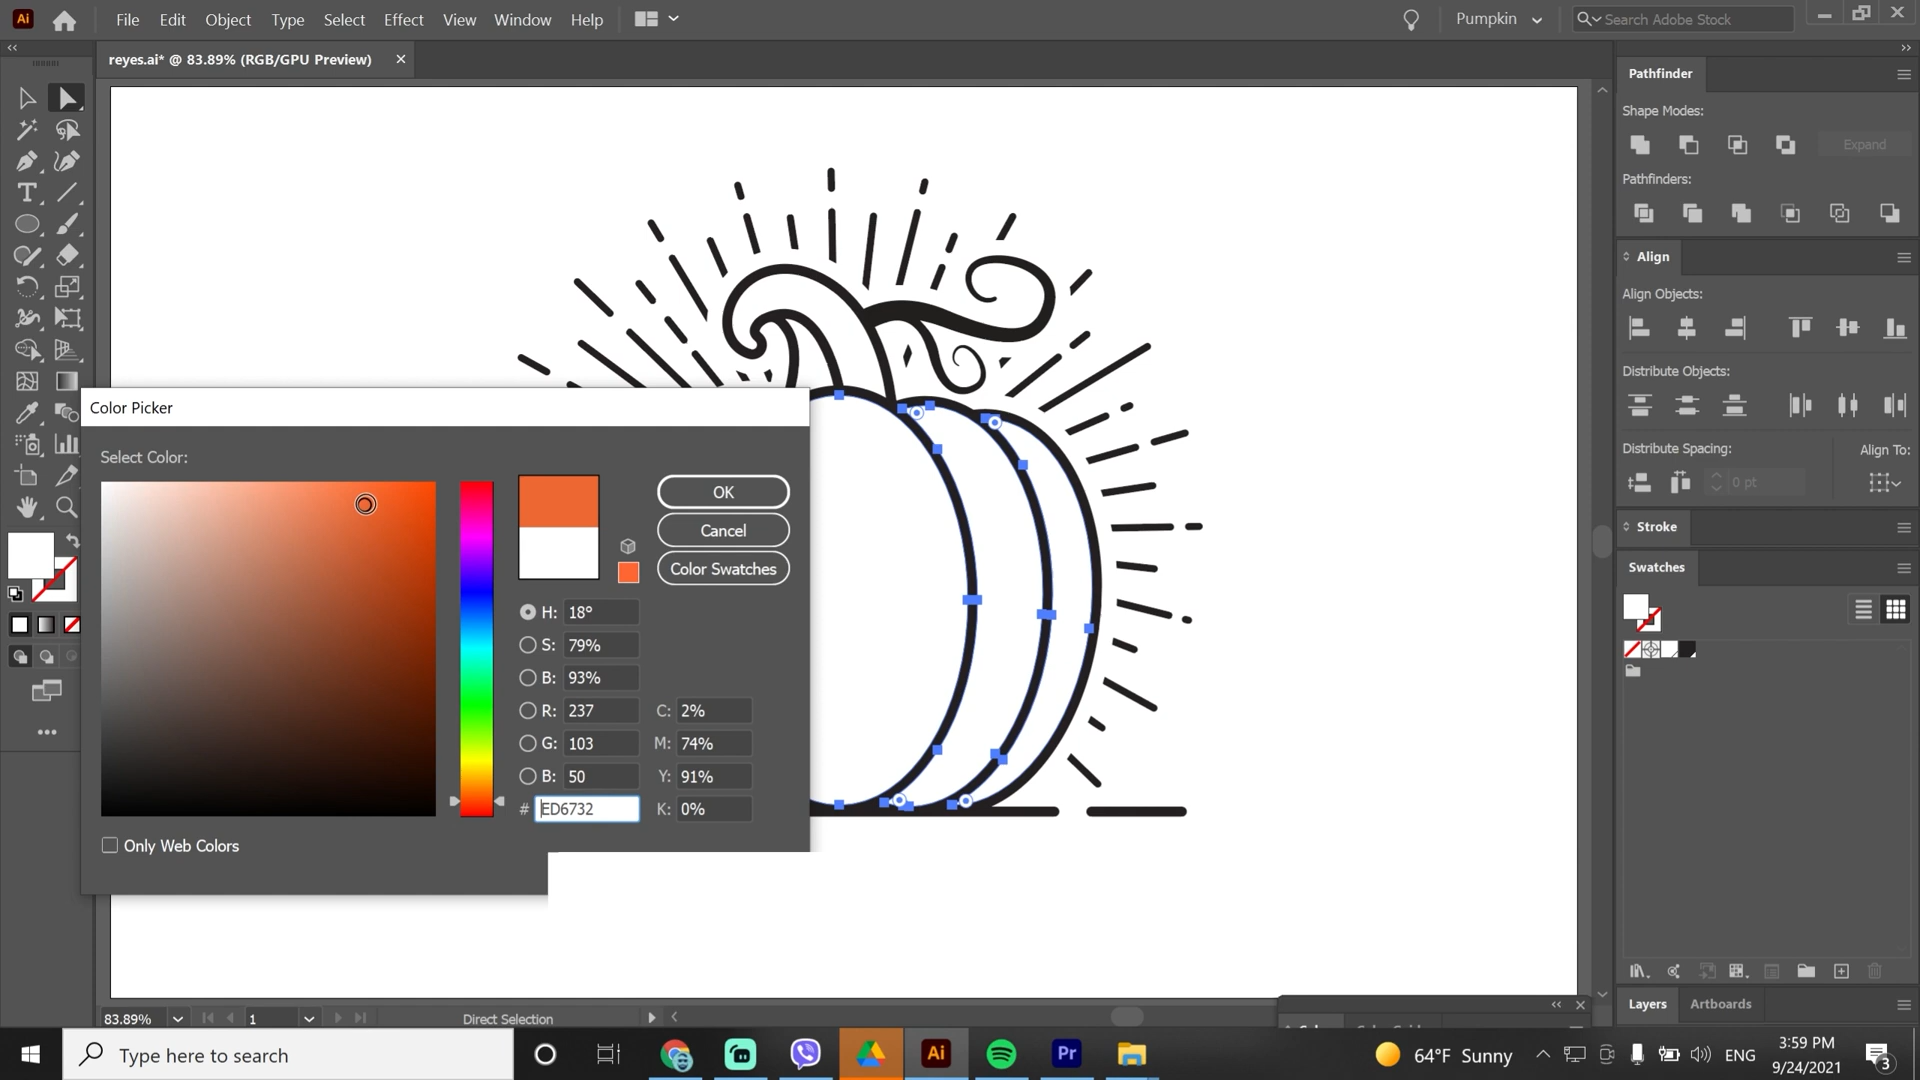 Ai
File Edit Object Type Select Effect View Window Help
Pumpkin
Search Adobe Stock
reyes.ai* @ 83.89% (RGB/GPU Preview)
Pathfinder
Shape Modes:
Expand
Pathfinders:
Align
Align Objects:
Distribute Objects:
Distribute Spacing:
Align To:
0 pt
Stroke
Swatches
Layers Artboards
Color Picker
Select Color:
OK
Cancel
Color Swatches
H: 18°
S: 79%
B: 93%
R: 237
C: 2%
G: 103
M: 74%
B: 50
Y: 91%
# ED6732
K: 0%
Only Web Colors
83.89%
1
Direct Selection
Type here to search
Ai
Pr
64°F Sunny
ENG
3:59 PM
9/24/2021
3